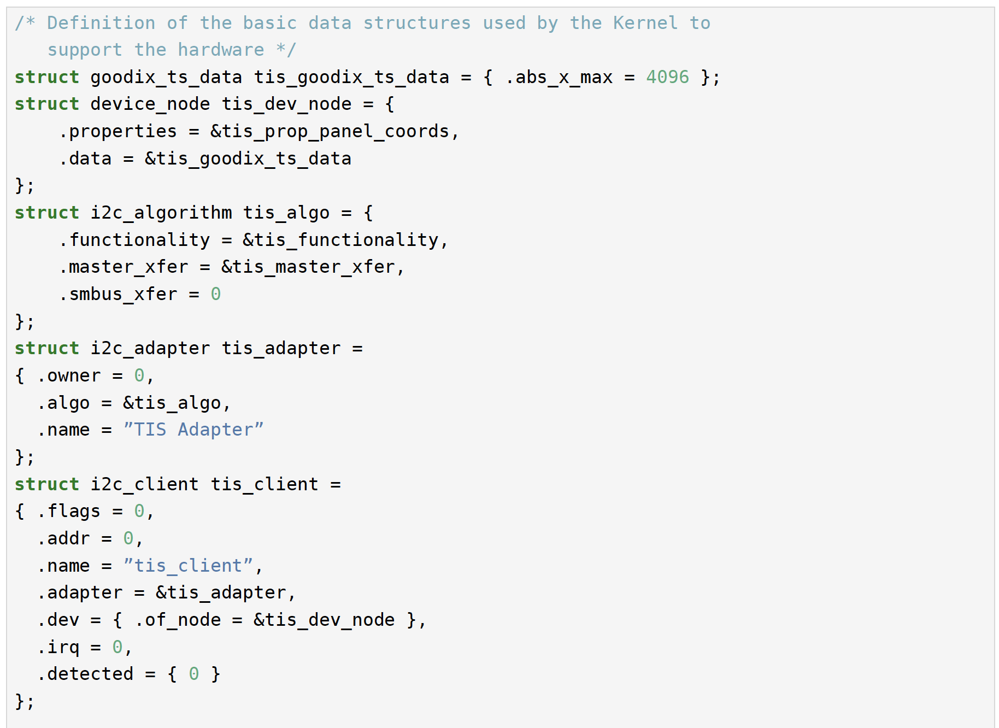 /* Definition of the basic data structures used by the Kernel to
   support the hardware */
struct goodix_ts_data tis_goodix_ts_data = { .abs_x_max = 4096 };
struct device_node tis_dev_node = {
    .properties = &tis_prop_panel_coords,
    .data = &tis_goodix_ts_data
};
struct i2c_algorithm tis_algo = {
    .functionality = &tis_functionality,
    .master_xfer = &tis_master_xfer,
    .smbus_xfer = 0
};
struct i2c_adapter tis_adapter =
{ .owner = 0,
  .algo = &tis_algo,
  .name = ”TIS Adapter”
};
struct i2c_client tis_client =
{ .flags = 0,
  .addr = 0,
  .name = ”tis_client”,
  .adapter = &tis_adapter,
  .dev = { .of_node = &tis_dev_node },
  .irq = 0,
  .detected = { 0 }
};